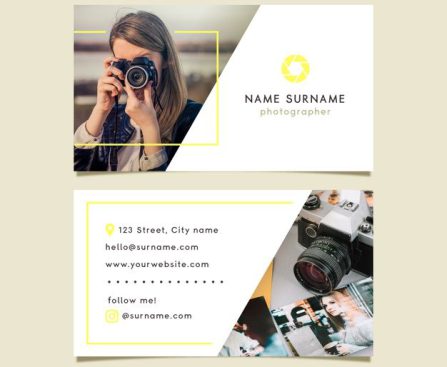 NAME SURNAME
photographer
123 Street, City name
hello@surname.com
www.yourwebsite.com
follow me!
@surname.com